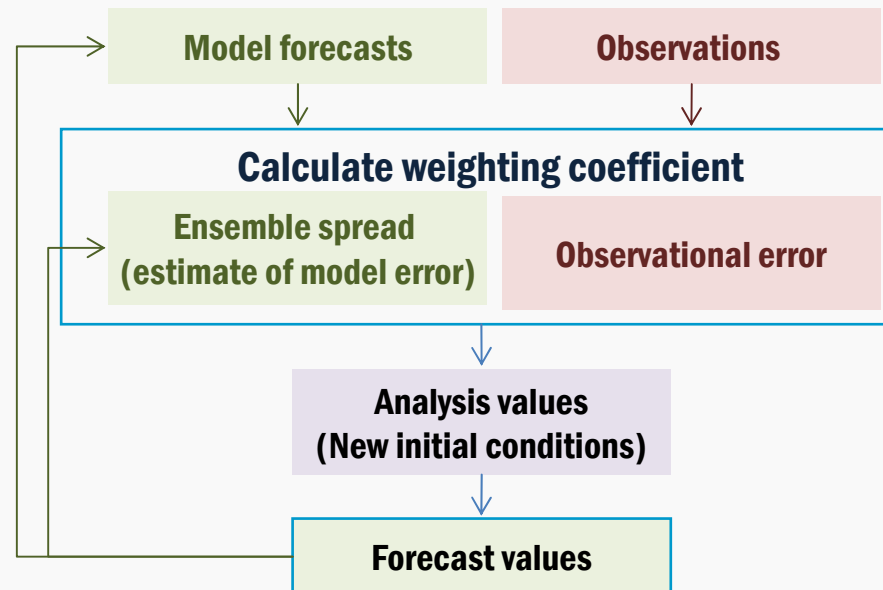 Model forecasts
Observations
Calculate weighting coefficient
Ensemble spread
(estimate of model error)
Observational error
Analysis values
(New initial conditions)
Forecast values